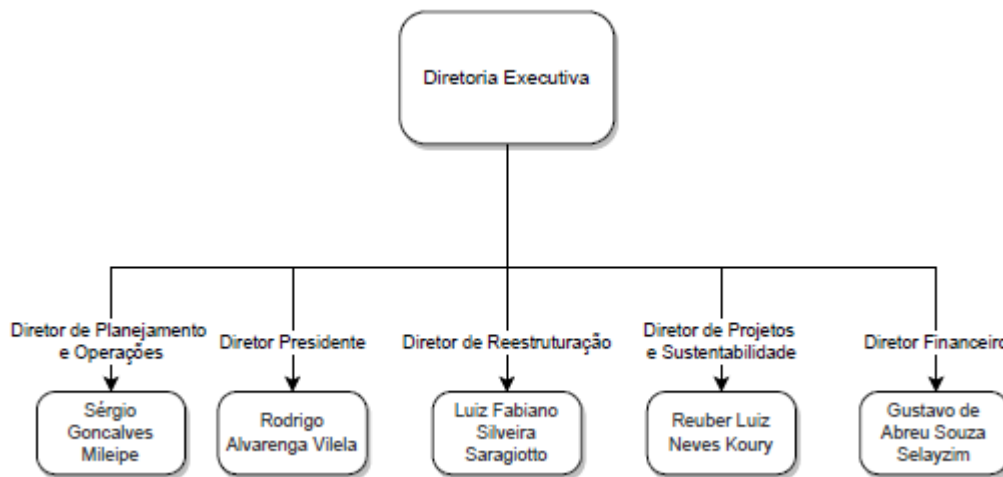 Diretoria Executiva
Diretor de Planejamento
e Operações
Diretor Presidente
Diretor de Reestruturação
Diretor de Projetos
e Sustentabilidade
Diretor Financeiro
Sérgio
Goncalves
Mileipe
Rodrigo
Alvarenga Vilela
Luiz Fabiano
Silveira
Saragiotto
Reuber Luiz
Neves Koury
Gustavo de
Abreu Souza
Selayzim